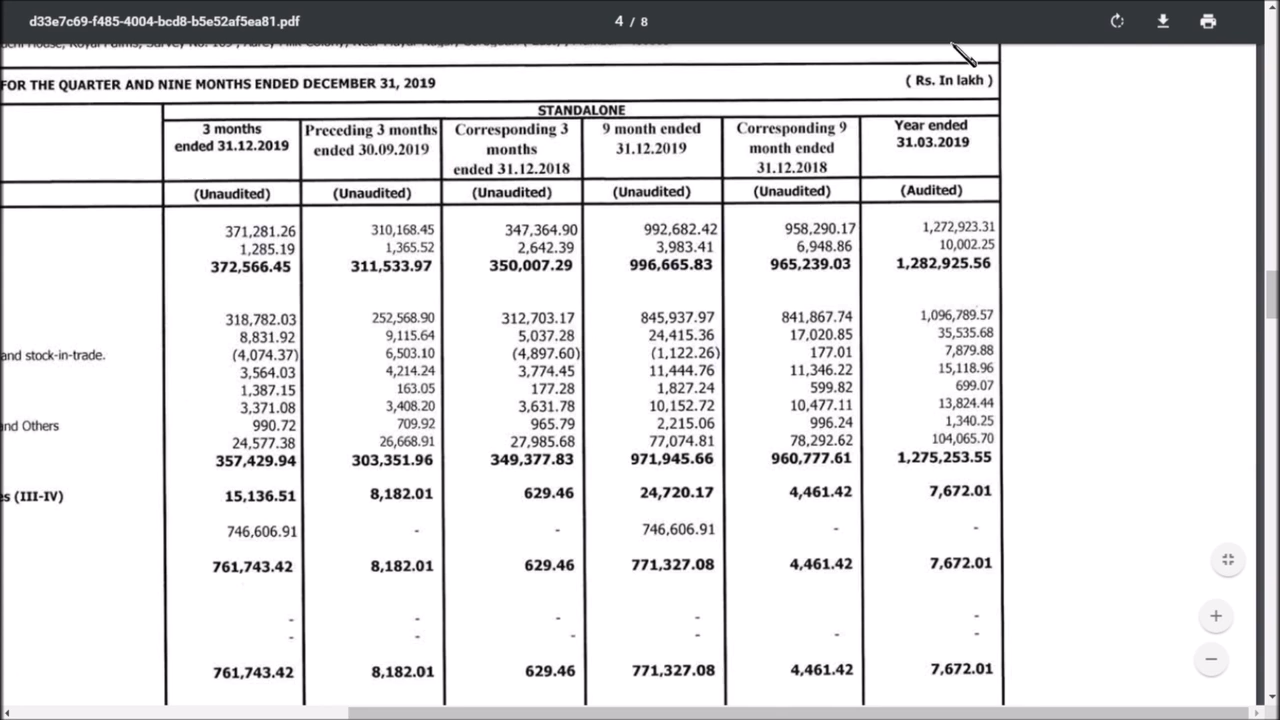 d33e7c69-f485-4004-bcd8-b5e52af5ea81.pdf 4 / 8
FOR THE QUARTER AND NINE MONTHS ENDED DECEMBER 31, 2019 ( Rs. In lakh )
STANDALONE
3 months ended 31.12.2019 Preceding 3 months ended 30.09.2019 Corresponding 3 months ended 31.12.2018 9 month ended 31.12.2019 Corresponding 9 month ended 31.12.2018 Year ended 31.03.2019
(Unaudited) (Unaudited) (Unaudited) (Unaudited) (Unaudited) (Audited)
371,281.26 310,168.45 347,364.90 992,682.42 958,290.17 1,272,923.31
1,285.19 1,365.52 2,642.39 3,983.41 6,948.86 10,002.25
372,566.45 311,533.97 350,007.29 996,665.83 965,239.03 1,282,925.56
318,782.03 252,568.90 312,703.17 845,937.97 841,867.74 1,096,789.57
8,831.92 9,115.64 5,037.28 24,415.36 17,020.85 35,535.68
and stock-in-trade. (4,074.37) 6,503.10 (4,897.60) (1,122.26) 177.01 7,879.88
3,564.03 4,214.24 3,774.45 11,444.76 11,346.22 15,118.96
1,387.15 163.05 177.28 1,827.24 599.82 699.07
3,371.08 3,408.20 3,631.78 10,152.72 10,477.11 13,824.44
and Others 990.72 709.92 965.79 2,215.06 996.24 1,340.25
24,577.38 26,668.91 27,985.68 77,074.81 78,292.62 104,065.70
357,429.94 303,351.96 349,377.83 971,945.66 960,777.61 1,275,253.55
s (III-IV) 15,136.51 8,182.01 629.46 24,720.17 4,461.42 7,672.01
746,606.91 - - 746,606.91 - -
761,743.42 8,182.01 629.46 771,327.08 4,461.42 7,672.01
- - - - -
- - - - - -
761,743.42 8,182.01 629.46 771,327.08 4,461.42 7,672.01